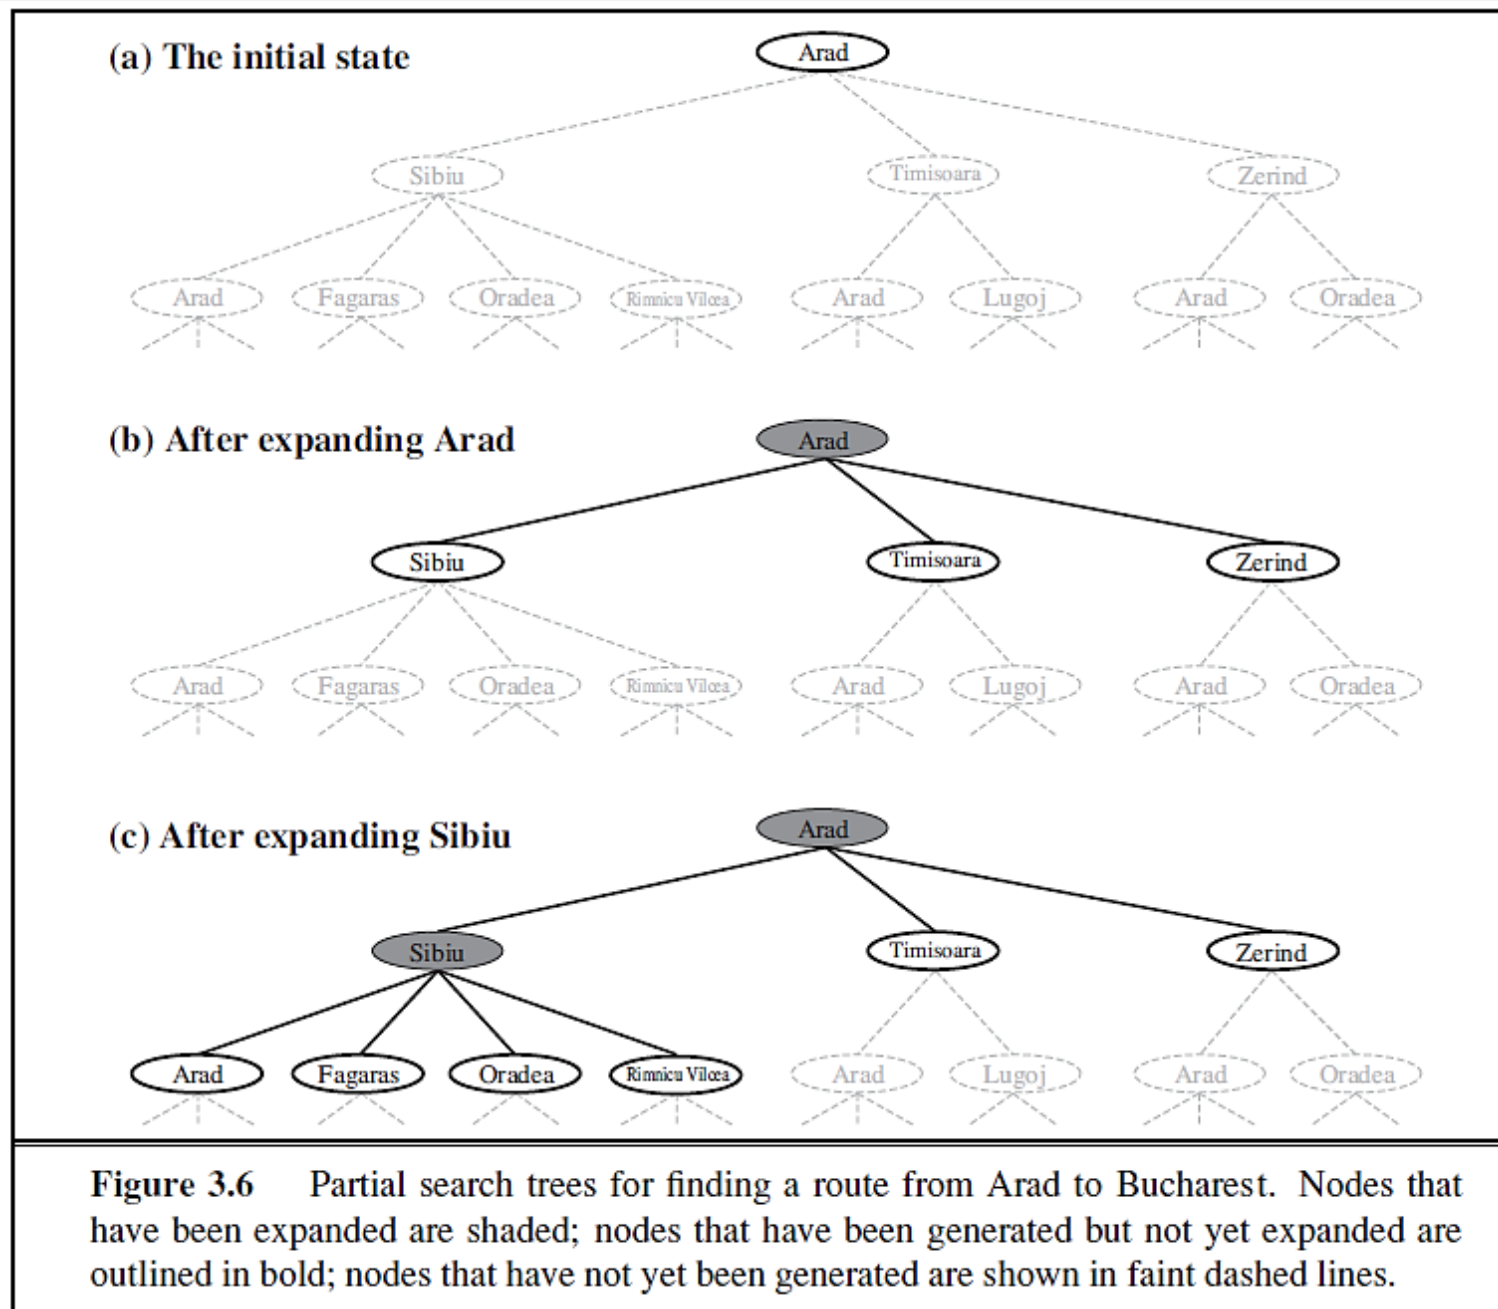 (a) The initial state
Arad
Sibiu Timisoara Zerind
Arad Fagaras Oradea Rimnicu Vilcea Arad Lugoj Arad Oradea
(b) After expanding Arad
Arad
Sibiu Timisoara Zerind
Arad Fagaras Oradea Rimnicu Vilcea Arad Lugoj Arad Oradea
(c) After expanding Sibiu
Arad
Sibiu Timisoara Zerind
Arad Fagaras Oradea Rimnicu Vilcea Arad Lugoj Arad Oradea
Figure 3.6 Partial search trees for finding a route from Arad to Bucharest. Nodes that
have been expanded are shaded; nodes that have been generated but not yet expanded are
outlined in bold; nodes that have not yet been generated are shown in faint dashed lines.